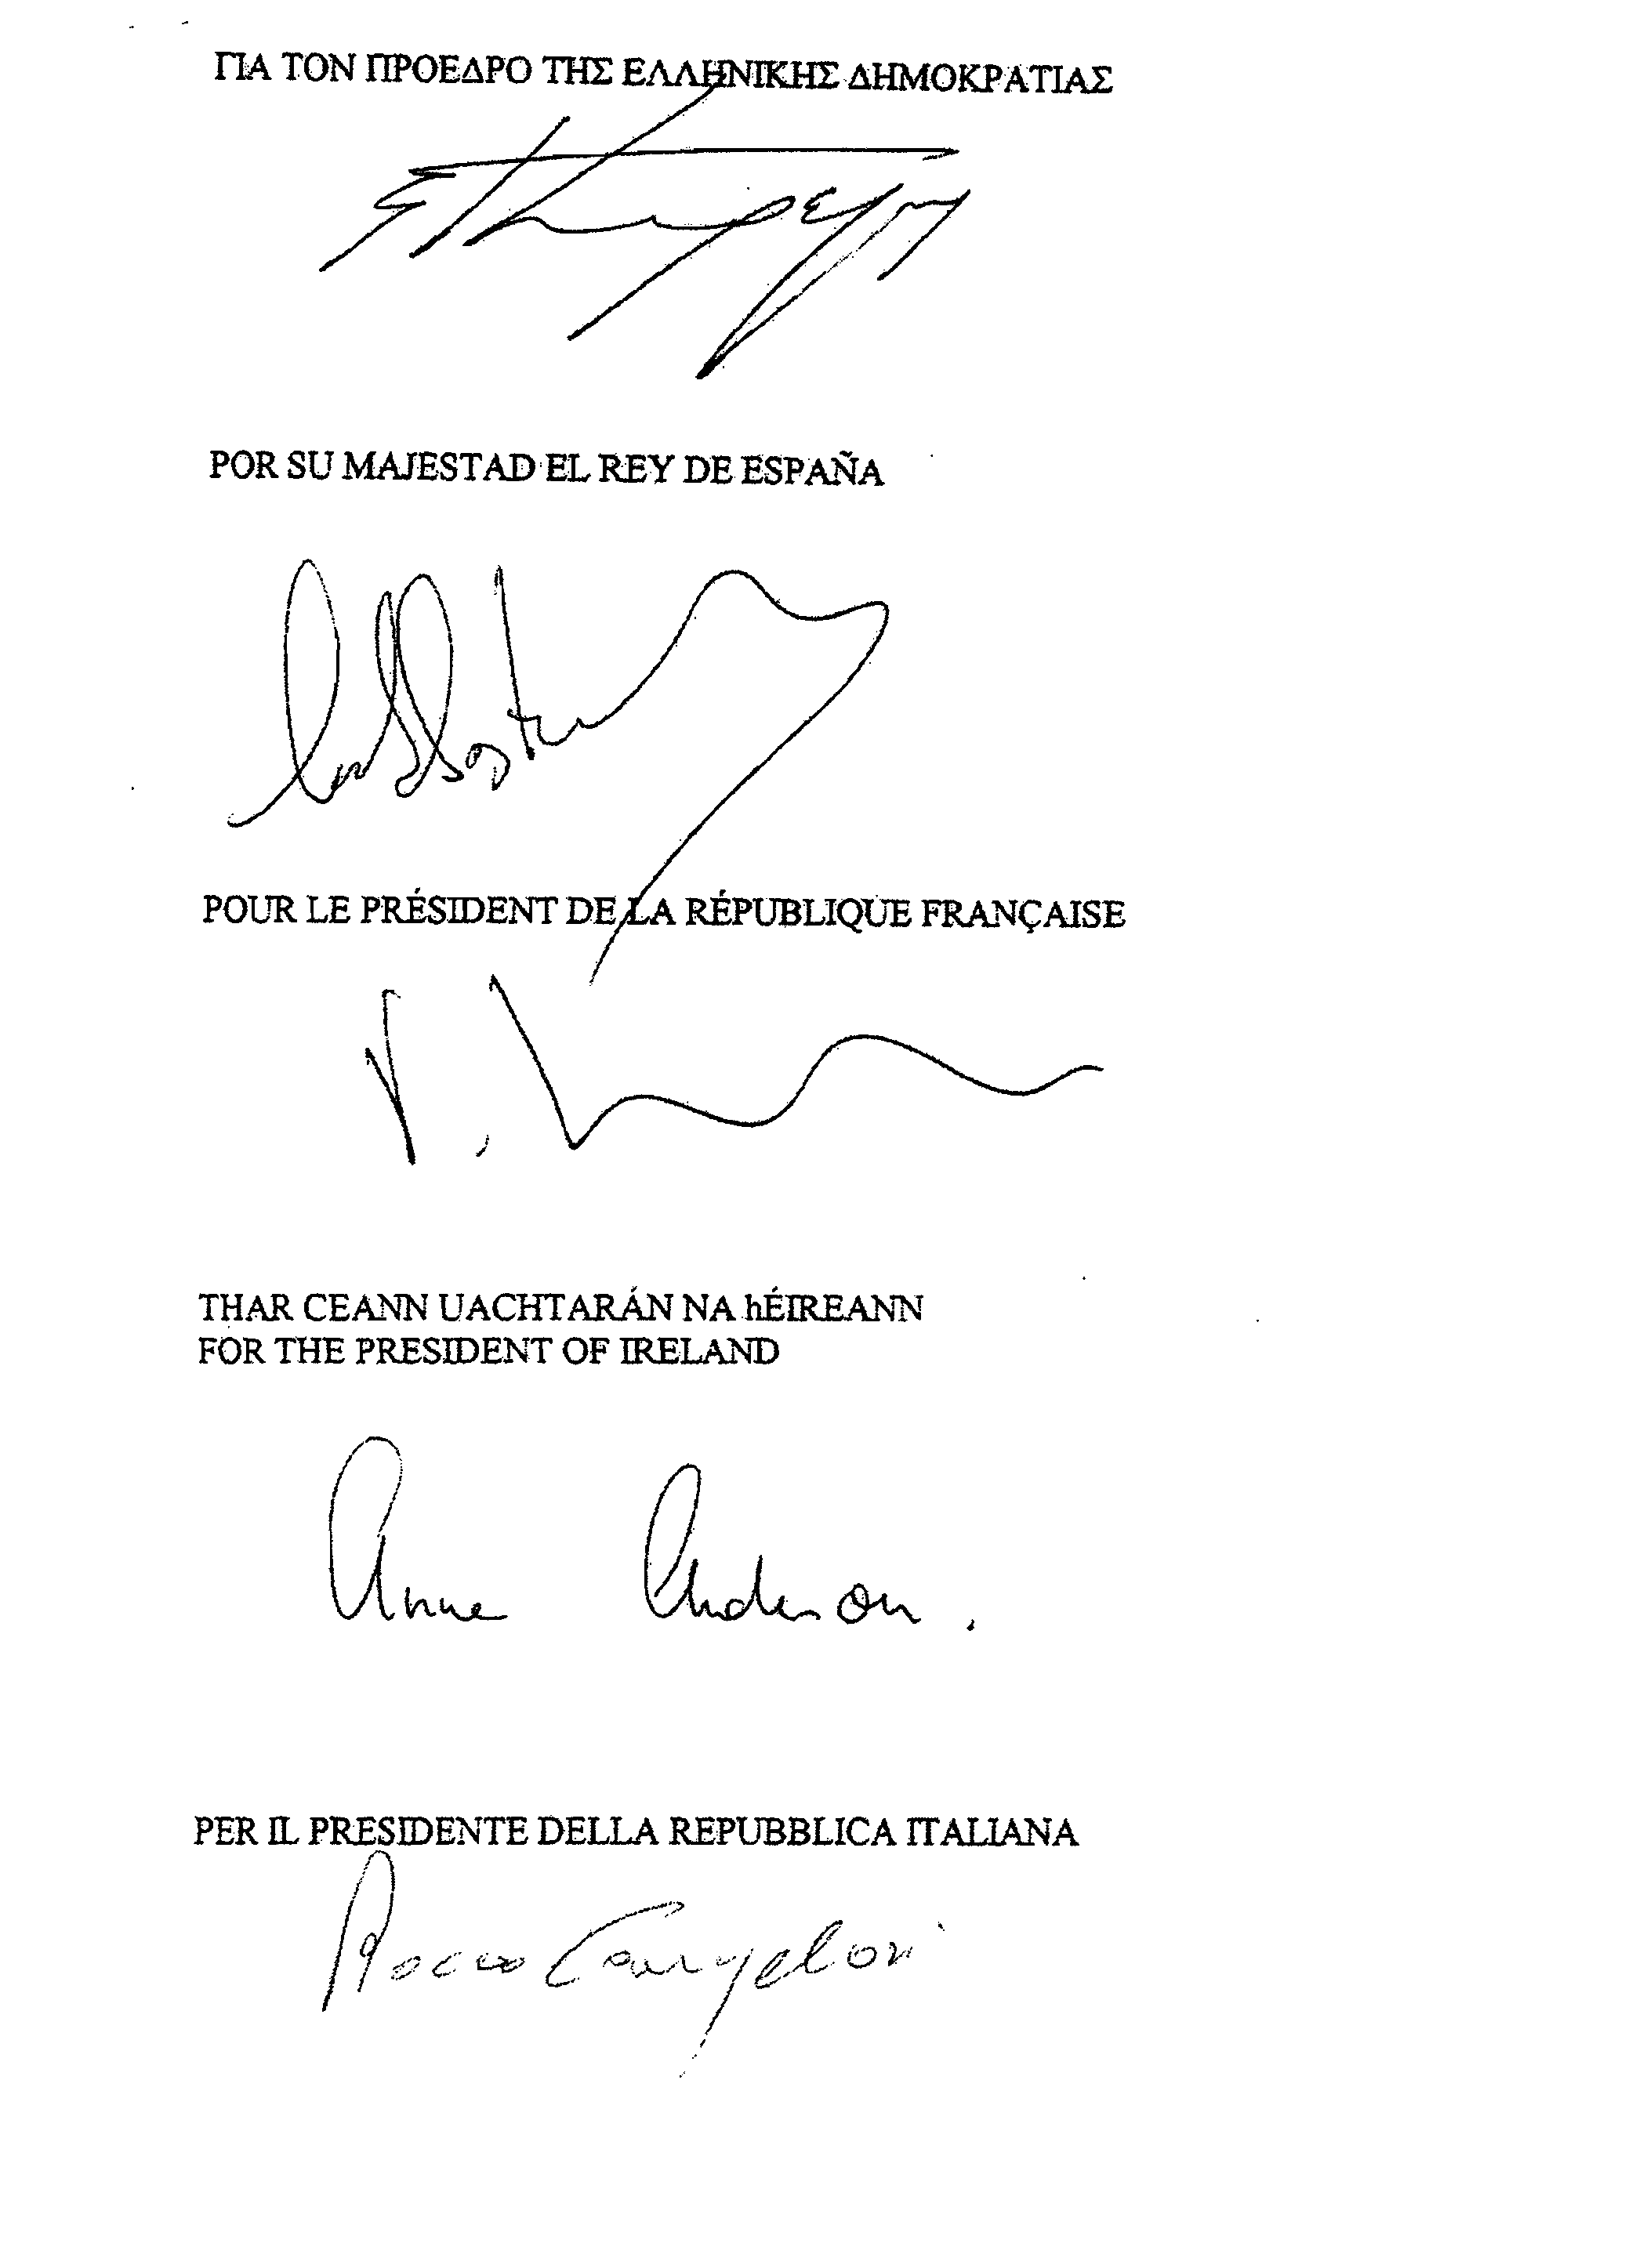 ΓΙΑ ΤΟΝ ΠΡΟΕΔΡΟ ΤΗΣ ΕΛΛΗΝΙΚΗΣ ΔΗΜΟΚΡΑΤΙΑΣ
POR SU MAJESTAD EL REY DE ESPAÑA
POUR LE PRÉSIDENT DE LA RÉPUBLIQUE FRANÇAISE
THAR CEANN UACHTARÁN NA hÉIREANN
FOR THE PRESIDENT OF IRELAND
Anne Anderson.
PER IL PRESIDENTE DELLA REPUBBLICA ITALIANA
Rocco Cangelosi